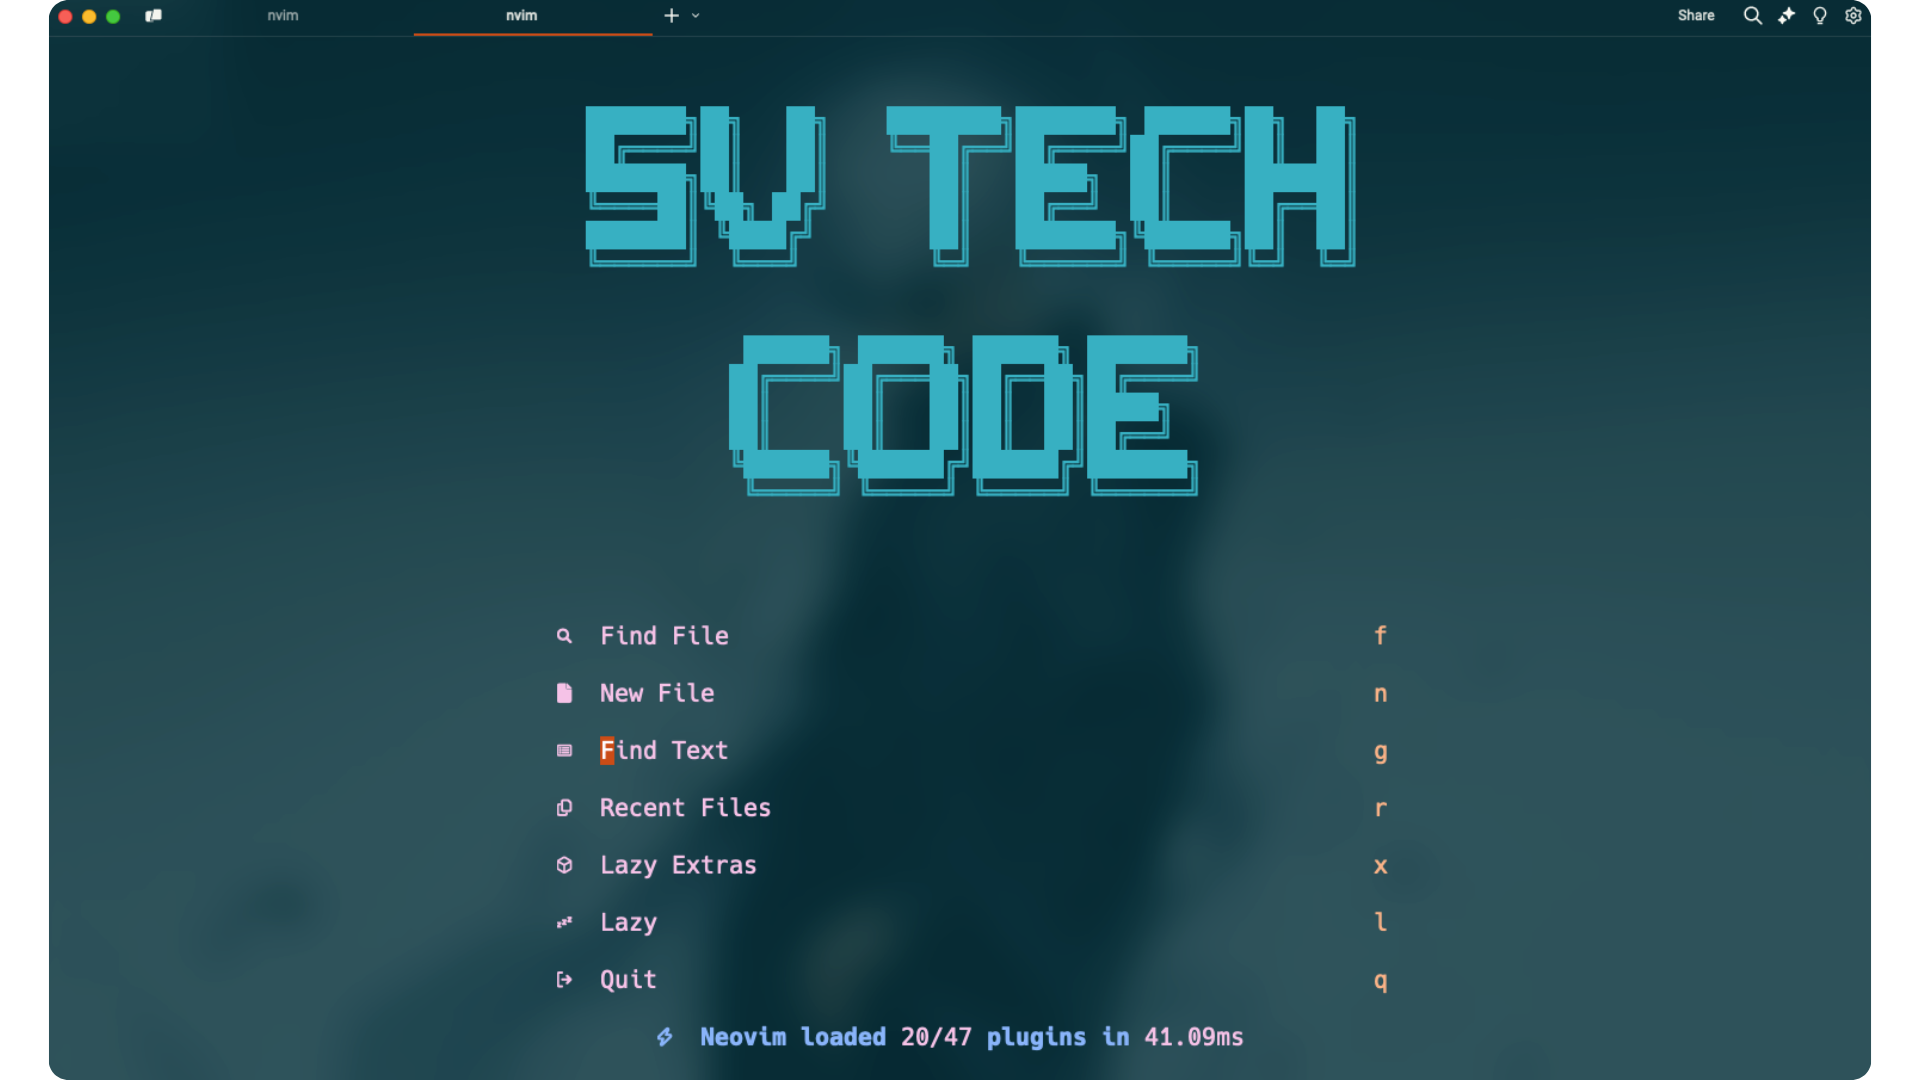 nvim nvim Share
SV TECH
CODE
Find File f
New File n
Find Text g
Recent Files r
Lazy Extras x
Lazy l
Quit q
Neovim loaded 20/47 plugins in 41.09ms